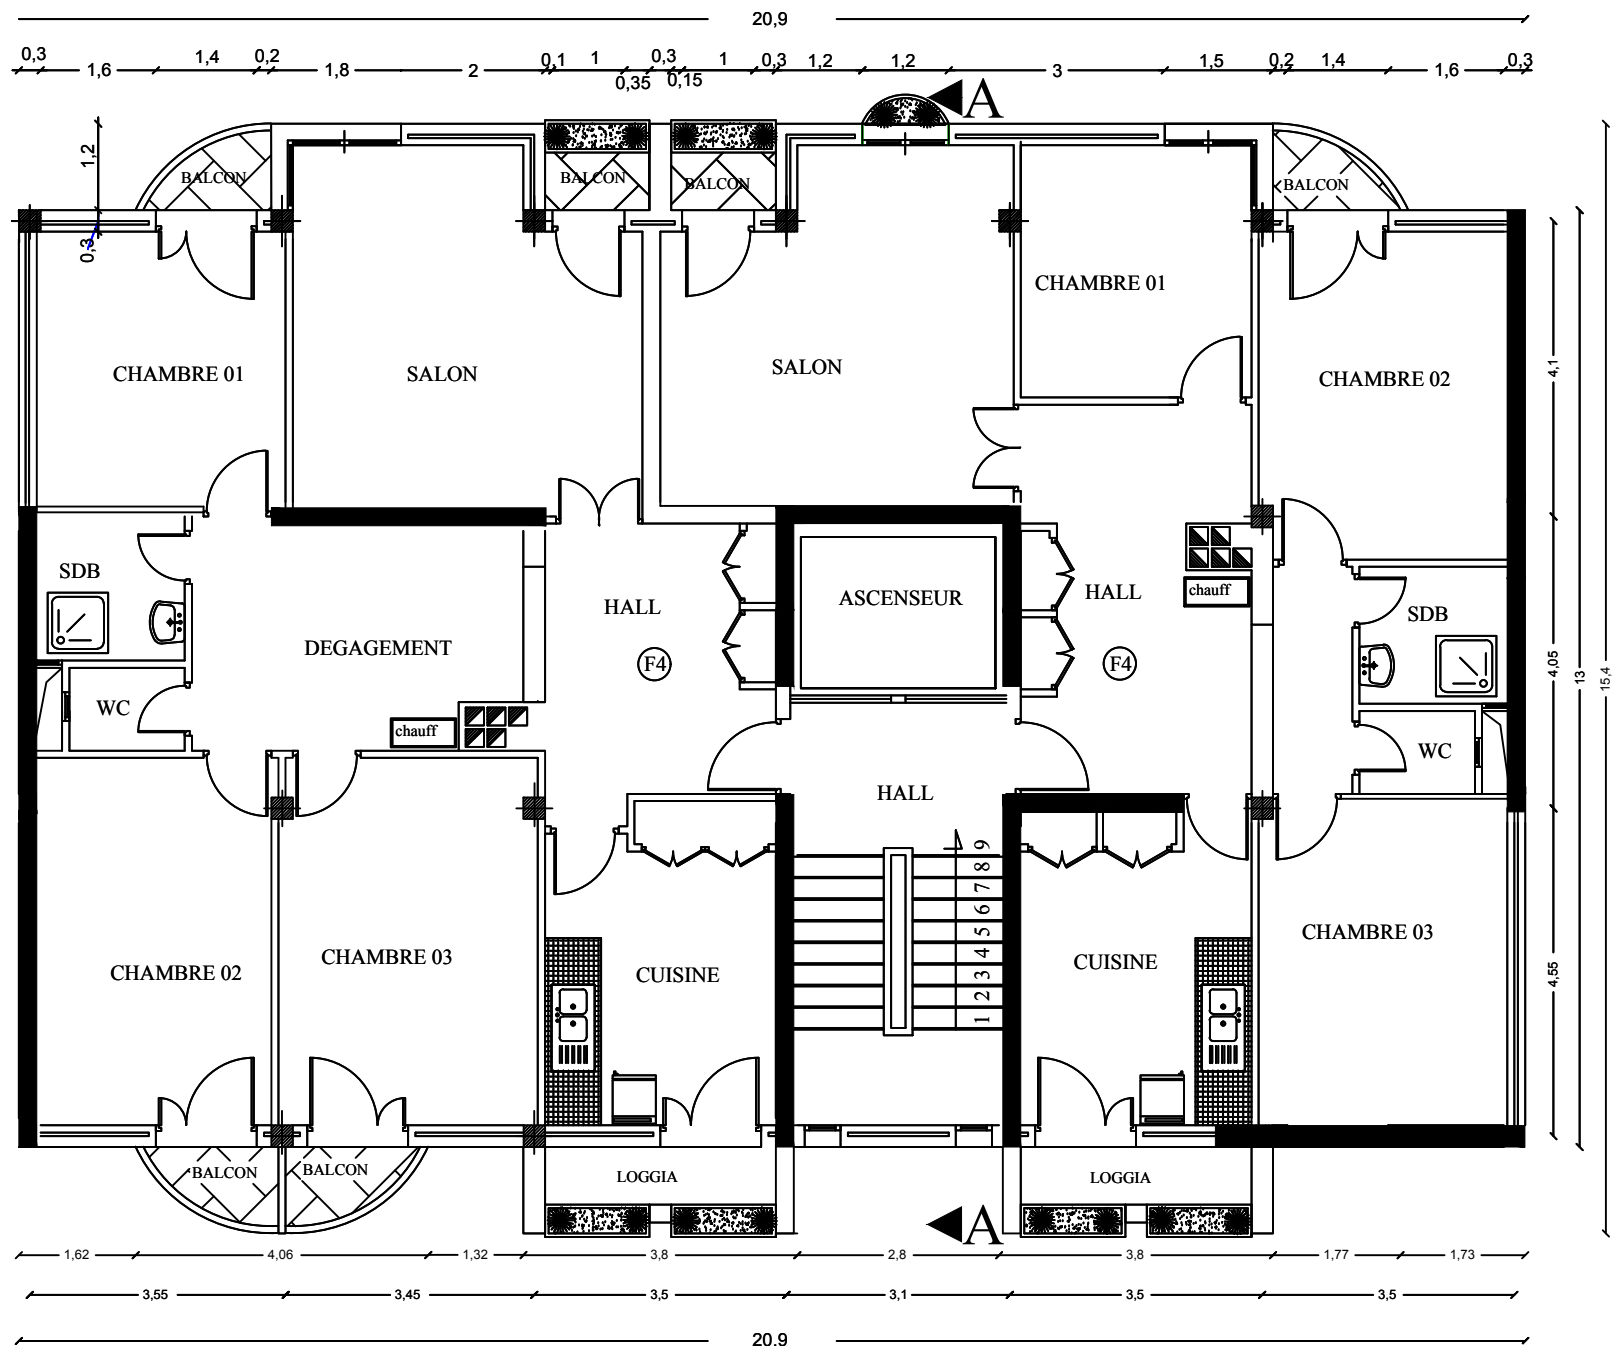 20,9
0,3 1,6 1,4 0,2 1,8 2 0,1 1 0,35 0,3 0,15 1 0,3 1,2 1,2 3 1,5 0,2 1,4 1,6 0,3
A
1,2
BALCON BALCON BALCON BALCON
0,3
CHAMBRE 01
CHAMBRE 01 SALON SALON CHAMBRE 02
4,1
SDB HALL ASCENSEUR HALL chauff SDB
DEGAGEMENT F4 F4
4,05 13 15,4
WC chauff WC
HALL
9
8
7
6
5
4
3
2
1
CHAMBRE 02 CHAMBRE 03 CUISINE CUISINE CHAMBRE 03
4,55
BALCON BALCON LOGGIA LOGGIA
A
1,62 4,06 1,32 3,8 2,8 3,8 1,77 1,73
3,55 3,45 3,5 3,1 3,5 3,5
20,9